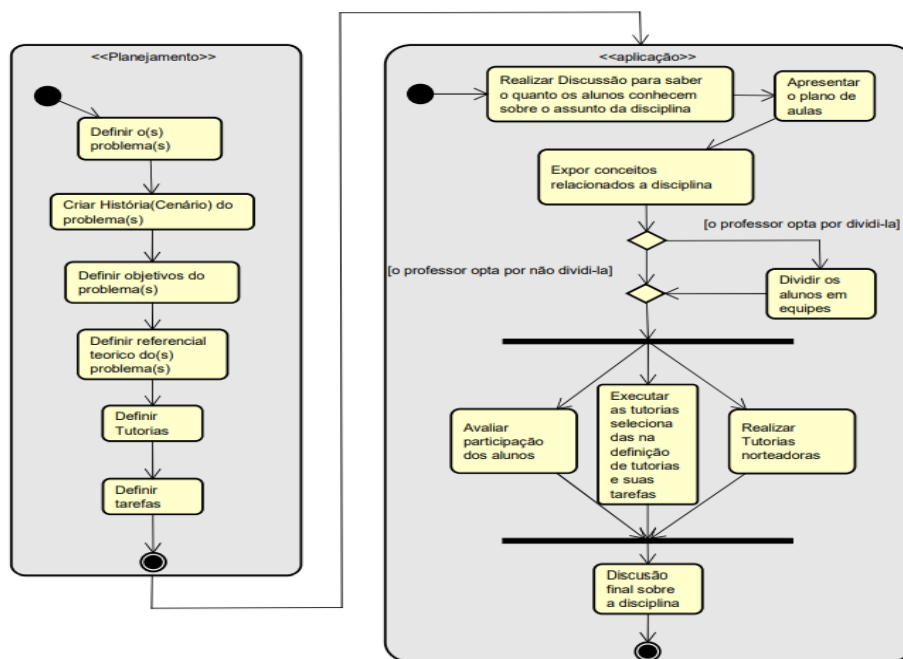 <<Planejamento>>
Definir o(s)
problema(s)
Criar História(Cenário) do
problema(s)
Definir objetivos do
problema(s)
Definir referencial
teorico do(s)
problema(s)
Definir
Tutorias
Definir
tarefas
<<aplicação>>
Realizar Discussão para saber
o quanto os alunos conhecem
sobre o assunto da disciplina
Apresentar
o plano de
aulas
Expor conceitos
relacionados a disciplina
[o professor opta por dividi-la]
[o professor opta por não dividi-la]
Dividir os
alunos em
equipes
Avaliar
participação
dos alunos
Executar
as tutorias
seleciona
das na
definição
de tutorias
e suas
tarefas
Realizar
Tutorias
norteadoras
Discusão
final sobre
a disciplina